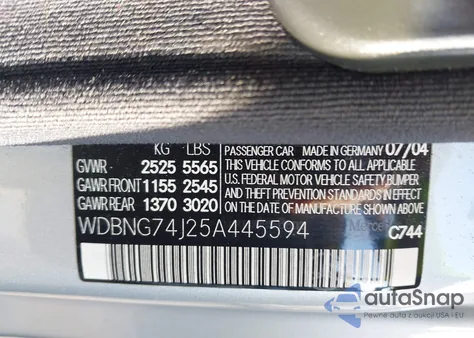 KG LBS PASSENGER CAR MADE IN GERMANY 07/04
GVWR - 2525 5565 THIS VEHICLE CONFORMS TO ALL APPLICABLE
GAWR FRONT 1155 2545 U.S. FEDERAL MOTOR VEHICLE SAFETY, BUMPER
GAWR REAR 1370 3020 AND THEFT PREVENTION STANDARDS IN EFFECT ON THE
DATE OF MANUFACTURE SHOWN ABOVE.
WDBNG74J25A445594 C744
autaSnap
Pewne auta z aukcji USA i EU